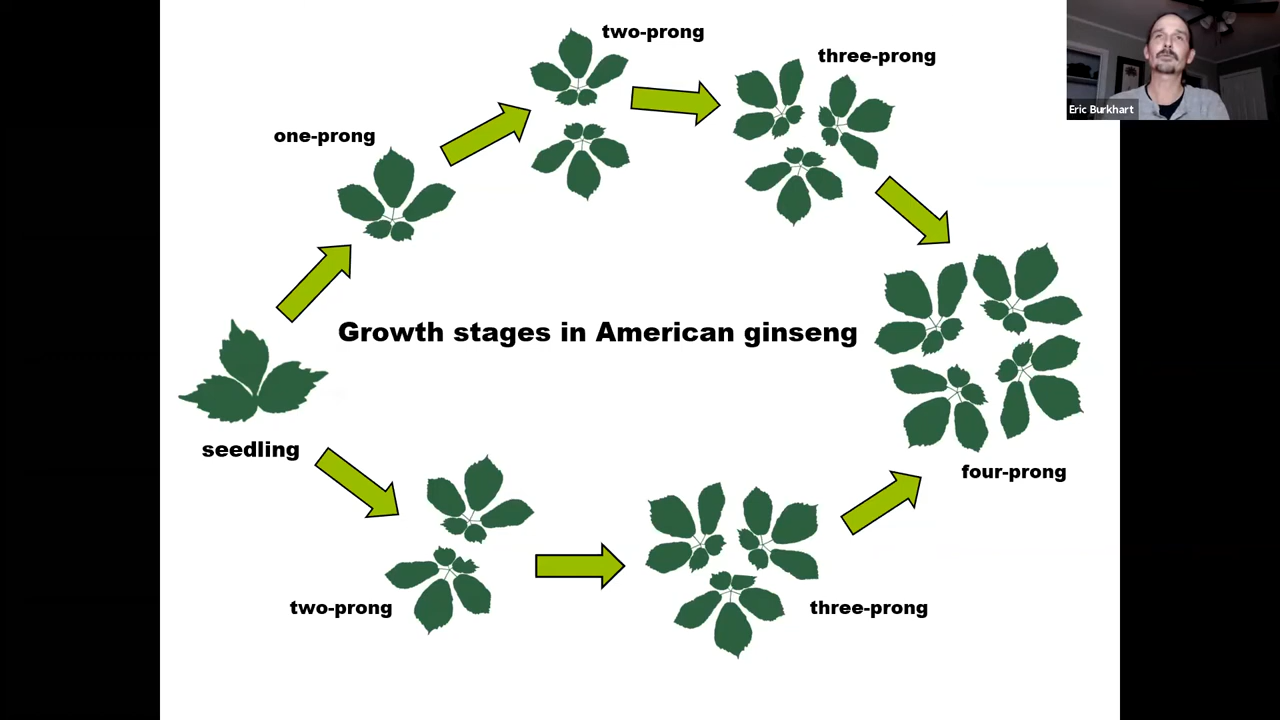 two-prong
three-prong
Eric Burkhart
one-prong
Growth stages in American ginseng
seedling
four-prong
two-prong
three-prong